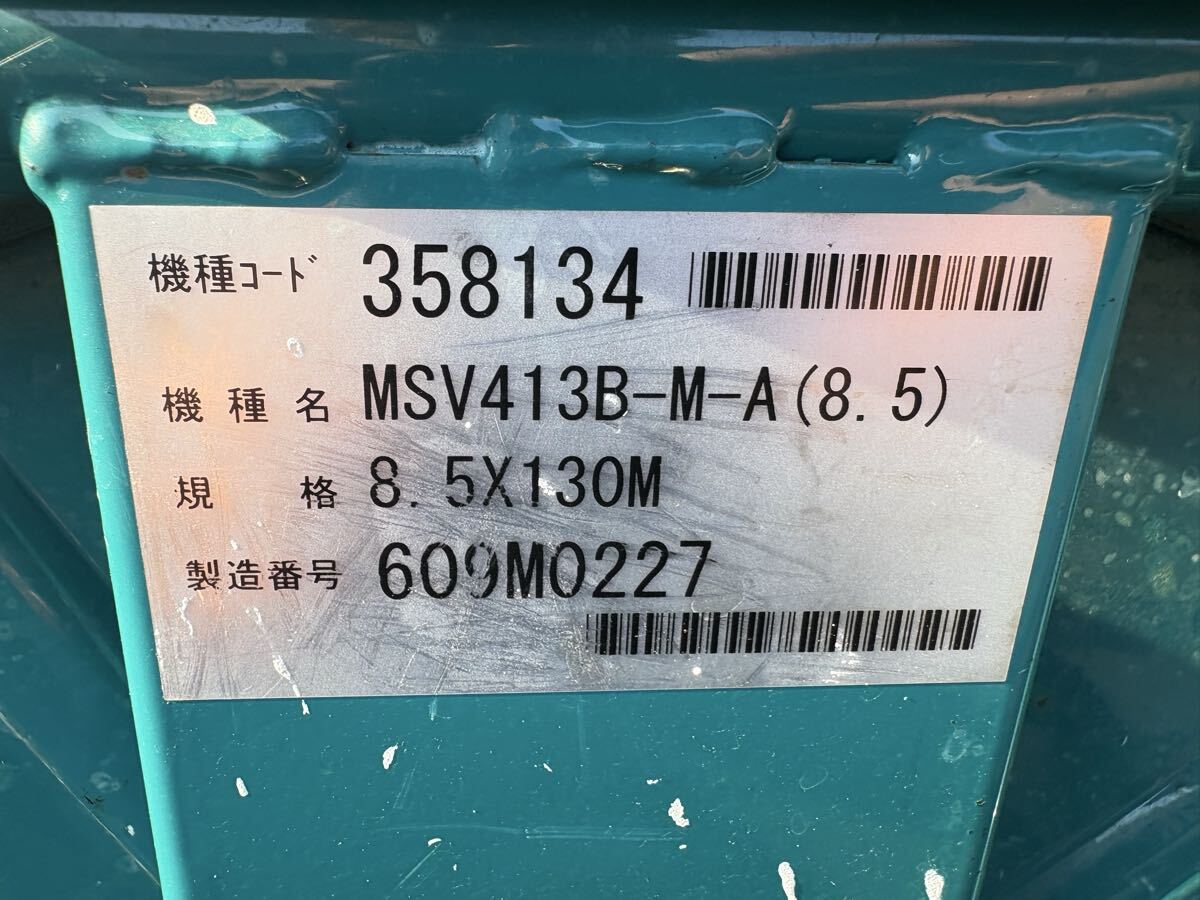 機種コード 358134
機種名 MSV413B-M-A(8.5)
規格 8.5X130M
製造番号 609M0227